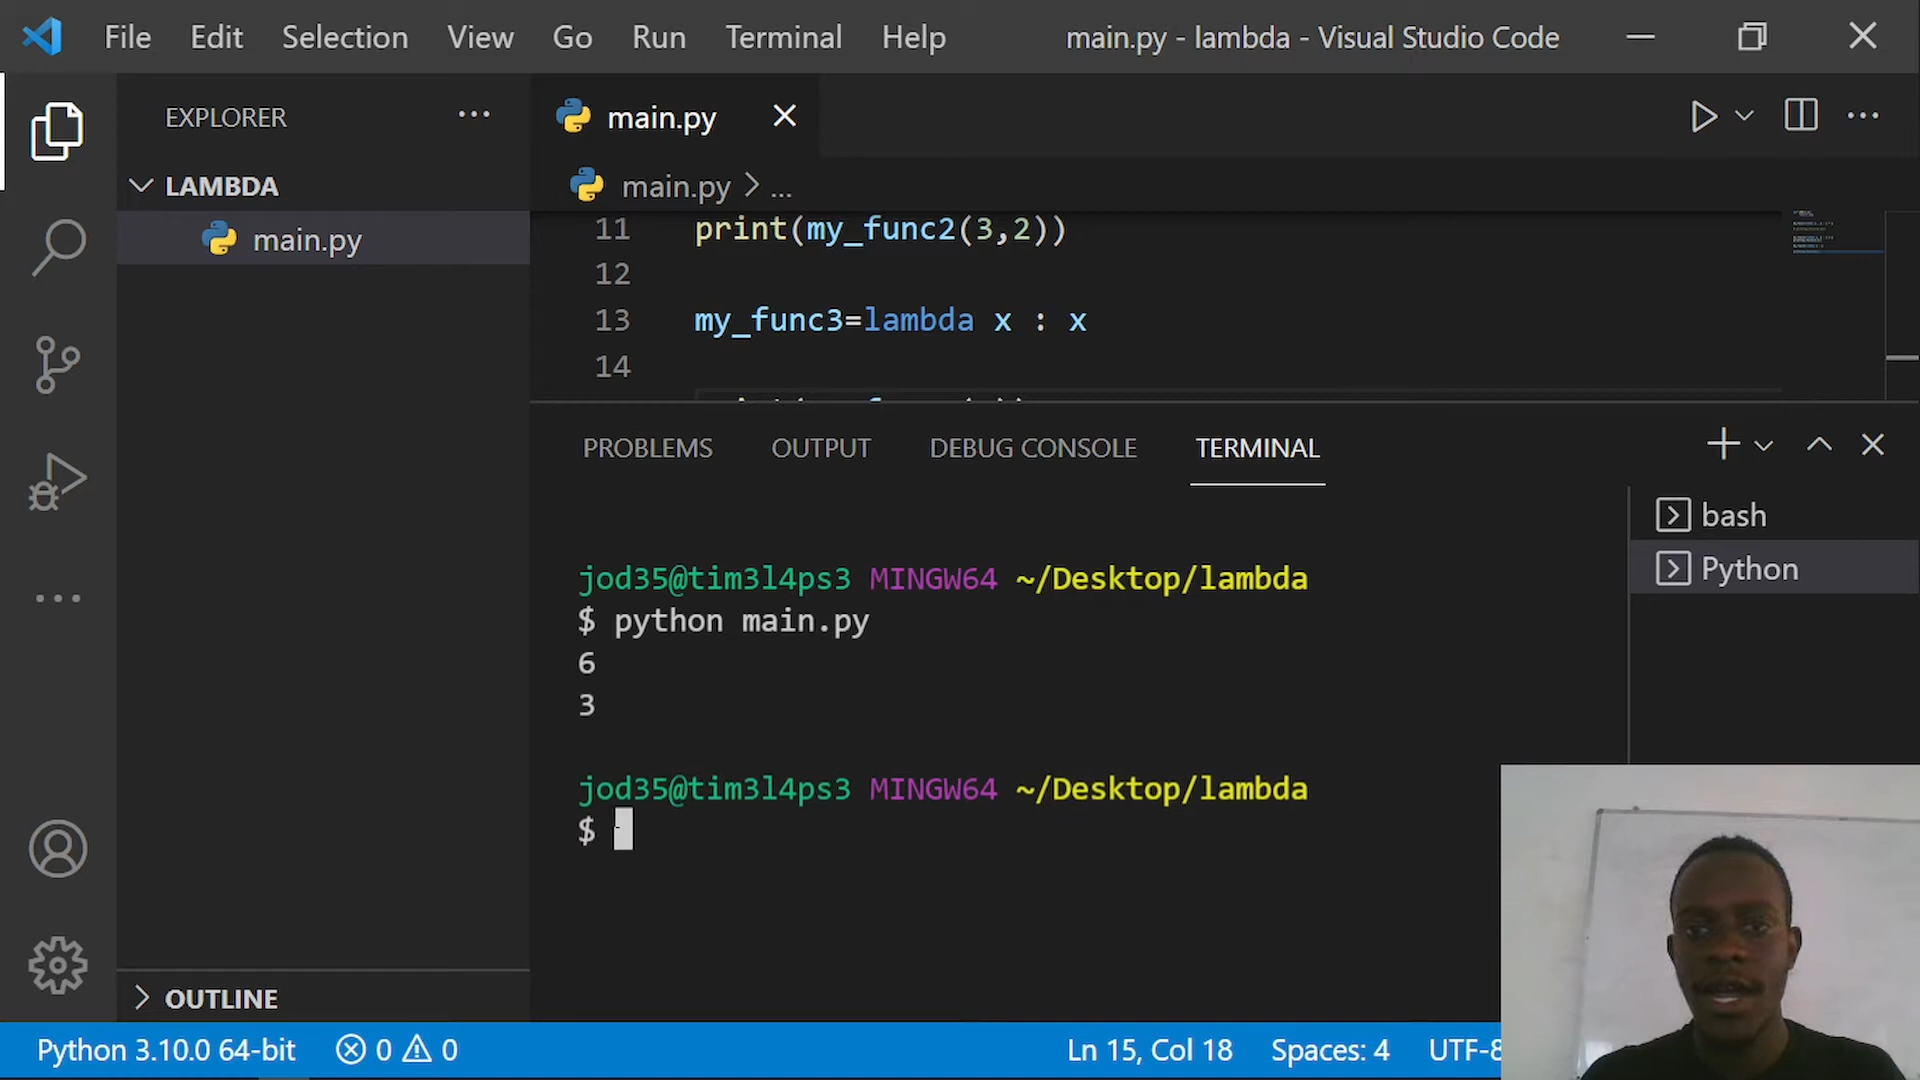 File Edit Selection View Go Run Terminal Help main.py - lambda - Visual Studio Code
EXPLORER
LAMBDA
main.py
OUTLINE
main.py
main.py > ...
11 print(my_func2(3,2))
12
13 my_func3=lambda x : x
14
PROBLEMS OUTPUT DEBUG CONSOLE TERMINAL
jod35@tim3l4ps3 MINGW64 ~/Desktop/lambda
$ python main.py
6
3
jod35@tim3l4ps3 MINGW64 ~/Desktop/lambda
$
bash
Python
Python 3.10.0 64-bit 0 0 Ln 15, Col 18 Spaces: 4 UTF-8